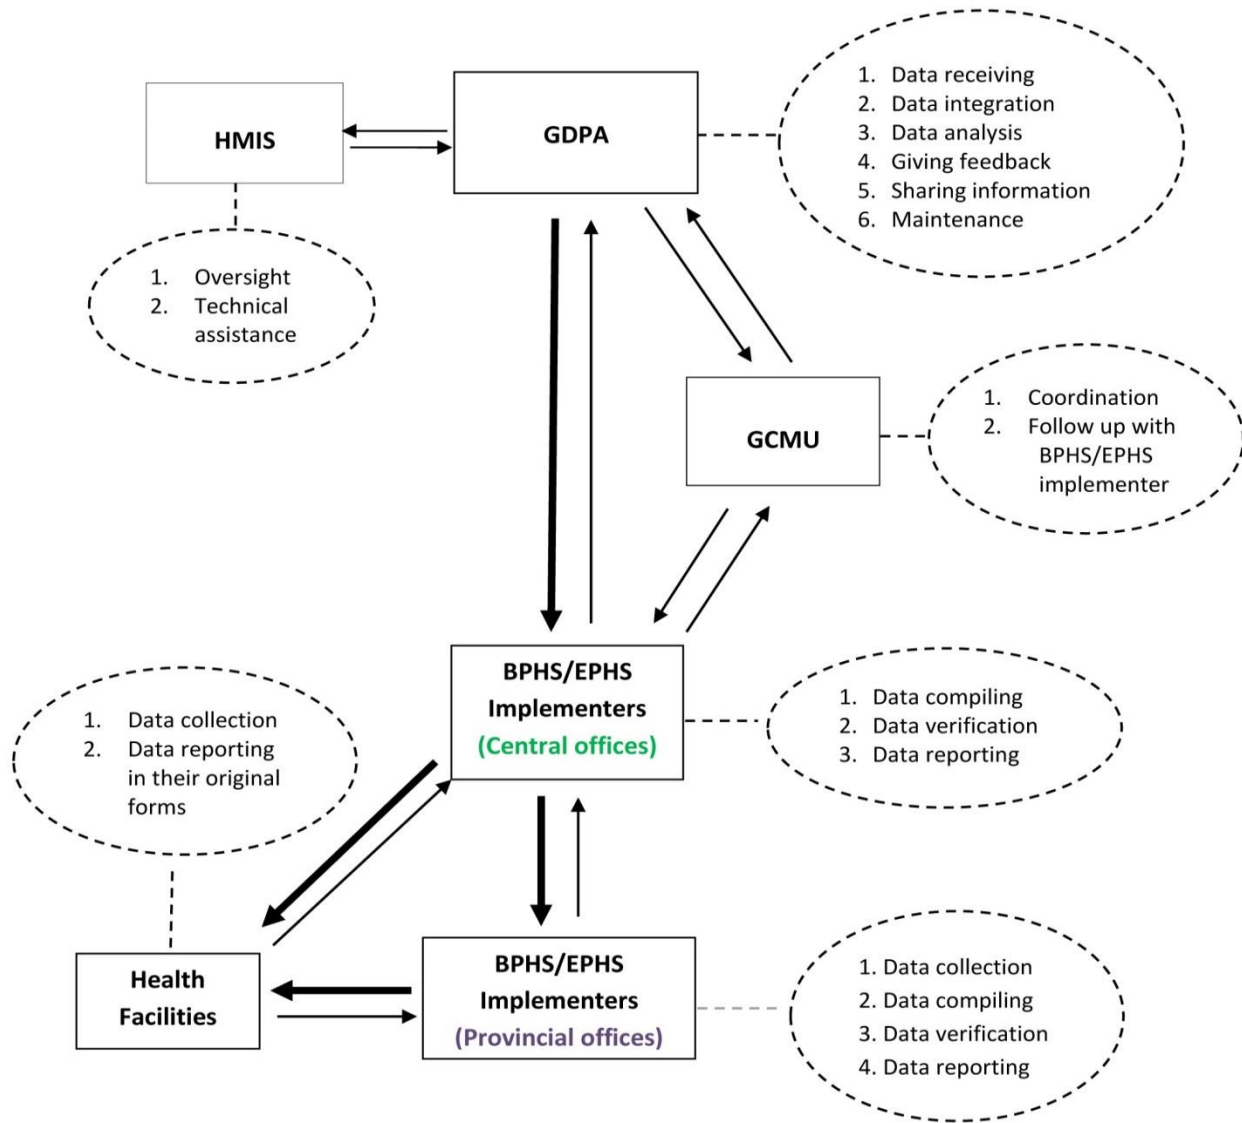 HMIS
GDPA
1. Data receiving
2. Data integration
3. Data analysis
4. Giving feedback
5. Sharing information
6. Maintenance
1. Oversight
2. Technical
assistance
GCMU
1. Coordination
2. Follow up with
BPHS/EPHS
implementer
BPHS/EPHS
Implementers
(Central offices)
1. Data compiling
2. Data verification
3. Data reporting
1. Data collection
2. Data reporting
in their original
forms
Health
Facilities
BPHS/EPHS
Implementers
(Provincial offices)
1. Data collection
2. Data compiling
3. Data verification
4. Data reporting